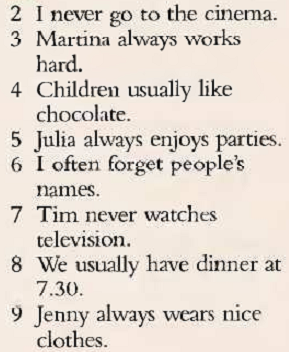 2 I never go to the cinema.
3 Martina always works
hard.
4 Children usually like
chocolate.
5 Julia always enjoys parties.
6 I often forget people's
names.
7 Tim never watches
television.
8 We usually have dinner at
7.30.
9 Jenny always wears nice
clothes.